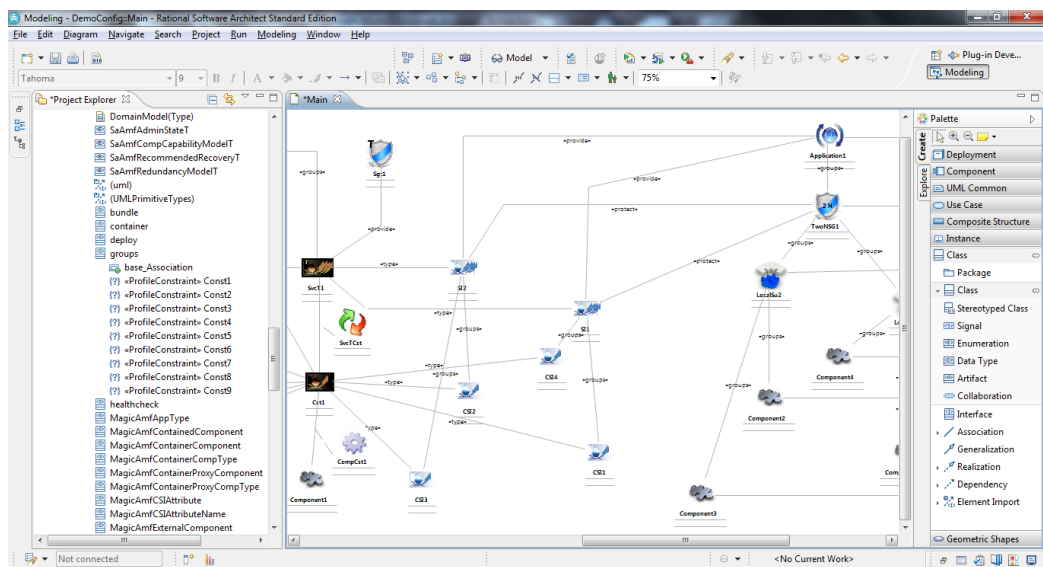 Modeling - DemoConfig::Main - Rational Software Architect Standard Edition
File Edit Diagram Navigate Search Project Run Modeling Window Help
Model
Plug-in Deve...
Tahoma 9 B I A 75%
Modeling
*Project Explorer
DomainModel(Type)
SaAmfAdminStateT
SaAmfCompCapabilityModelT
SaAmfRecommendedRecoveryT
SaAmfRedundancyModelT
(uml)
(UMLPrimitiveTypes)
bundle
container
deploy
groups
base_Association
{?} «ProfileConstraint» Const1
{?} «ProfileConstraint» Const2
{?} «ProfileConstraint» Const3
{?} «ProfileConstraint» Const4
{?} «ProfileConstraint» Const5
{?} «ProfileConstraint» Const6
{?} «ProfileConstraint» Const7
{?} «ProfileConstraint» Const8
{?} «ProfileConstraint» Const9
healthcheck
MagicAmfAppType
MagicAmfContainedComponent
MagicAmfContainerComponent
MagicAmfContainerCompType
MagicAmfContainerProxyComponent
MagicAmfContainerProxyCompType
MagicAmfCSIAttribute
MagicAmfCSIAttributeName
MagicAmfExternalComponent
*Main
«provide»
T
Application1
«groups» Sgt1 «groups»
«provide»
2 N
«protect»
TwoNSG1
«provide»
«groups»
«type» «protect» «groups»
SvcT1 SI2 LocalSu2
«type»
SI1
SvcTCst «groups» «groups»
«type»
«type» «groups» CSI4 «groups» «groups»
Component4
Cst1 CSI2 Component2
«type»
CompCst1
Component1 CSI3 CSI1
Component3
Palette
Create
Explore
Deployment
Component
UML Common
Use Case
Composite Structure
Instance
Class
Package
Class
Stereotyped Class
Signal
Enumeration
Data Type
Artifact
Collaboration
Interface
Association
Generalization
Realization
Dependency
Element Import
Geometric Shapes
Not connected
<No Current Work>